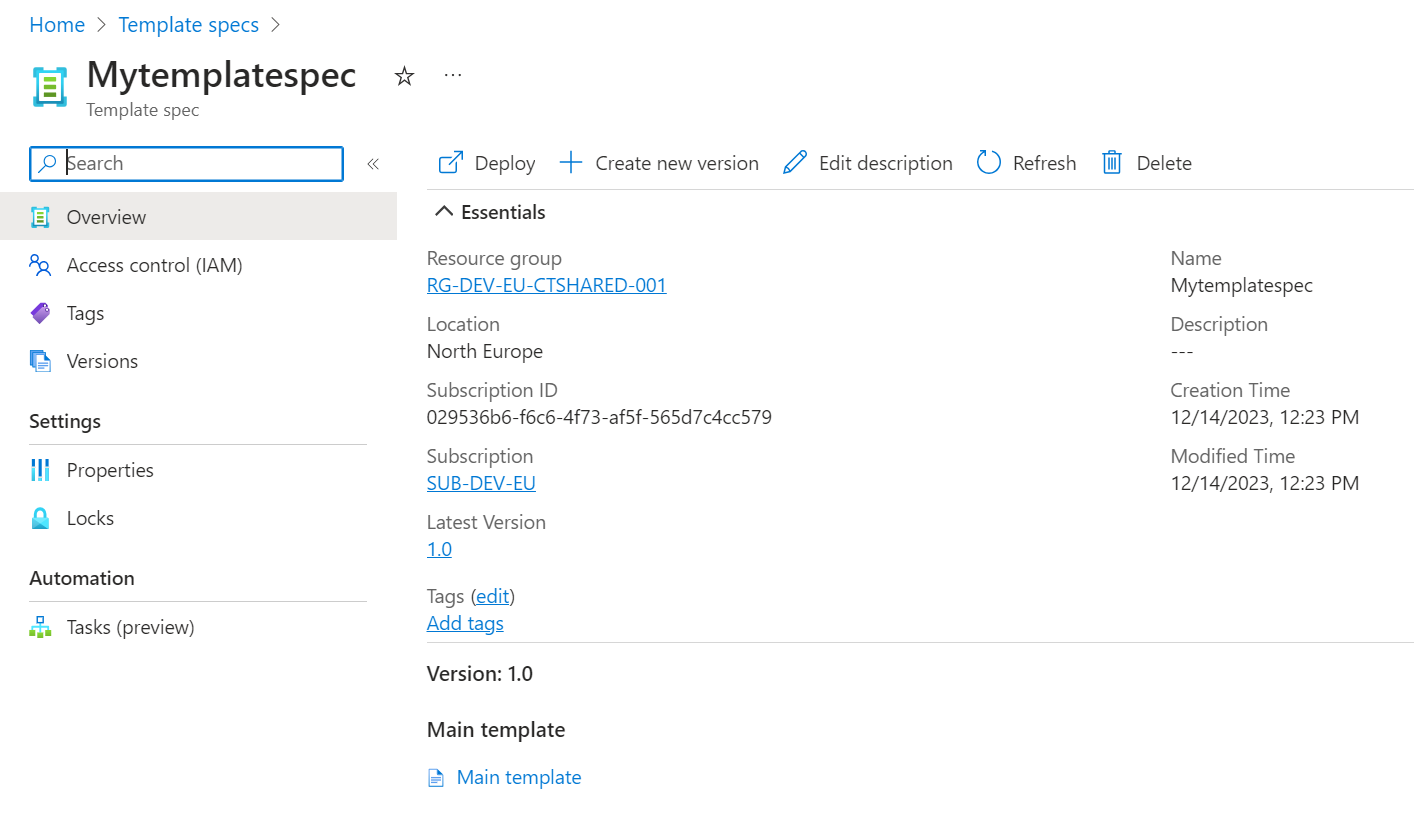 Home > Template specs >
Mytemplatespec
Template spec
Search
«
Overview
Access control (IAM)
Tags
Versions
Settings
Properties
Locks
Automation
Tasks (preview)
Deploy Create new version Edit description Refresh Delete
Essentials
Resource group
RG-DEV-EU-CTSHARED-001
Location
North Europe
Subscription ID
029536b6-f6c6-4f73-af5f-565d7c4cc579
Subscription
SUB-DEV-EU
Latest Version
1.0
Tags (edit)
Add tags
Name
Mytemplatespec
Description
---
Creation Time
12/14/2023, 12:23 PM
Modified Time
12/14/2023, 12:23 PM
Version: 1.0
Main template
Main template